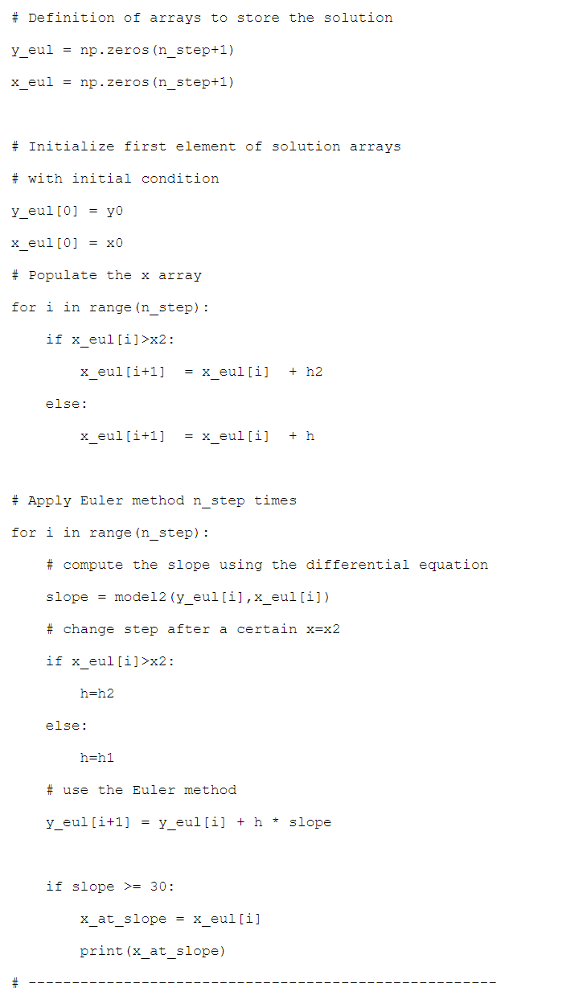 # Definition of arrays to store the solution
y_eul = np.zeros(n_step+1)
x_eul = np.zeros(n_step+1)
# Initialize first element of solution arrays
# with initial condition
y_eul[0] = y0
x_eul[0] = x0
# Populate the x array
for i in range(n_step):
    if x_eul[i]>x2:
        x_eul[i+1]  = x_eul[i]  + h2
    else:
        x_eul[i+1]  = x_eul[i]  + h
# Apply Euler method n_step times
for i in range(n_step):
    # compute the slope using the differential equation
    slope = model2(y_eul[i],x_eul[i])
    # change step after a certain x=x2
    if x_eul[i]>x2:
        h=h2
    else:
        h=h1
    # use the Euler method
    y_eul[i+1] = y_eul[i] + h * slope
    if slope >= 30:
        x_at_slope = x_eul[i]
        print(x_at_slope)
# ------------------------------------------------------